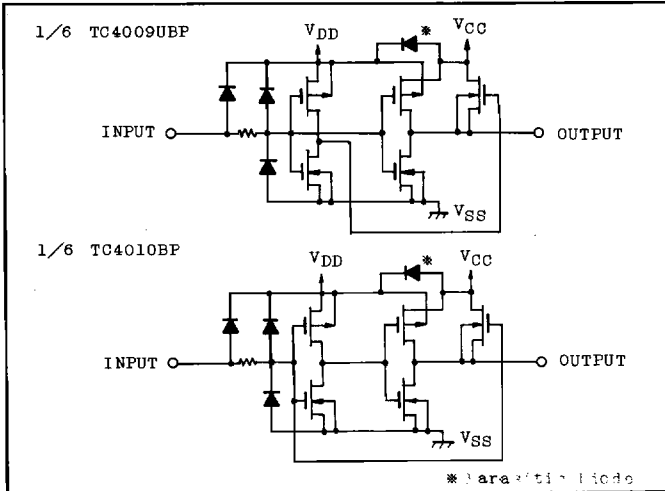 1/6 TC4009UBP
VDD
※
VCC
INPUT
OUTPUT
VSS
1/6 TC4010BP
VDD
※
VCC
INPUT
OUTPUT
VSS
※